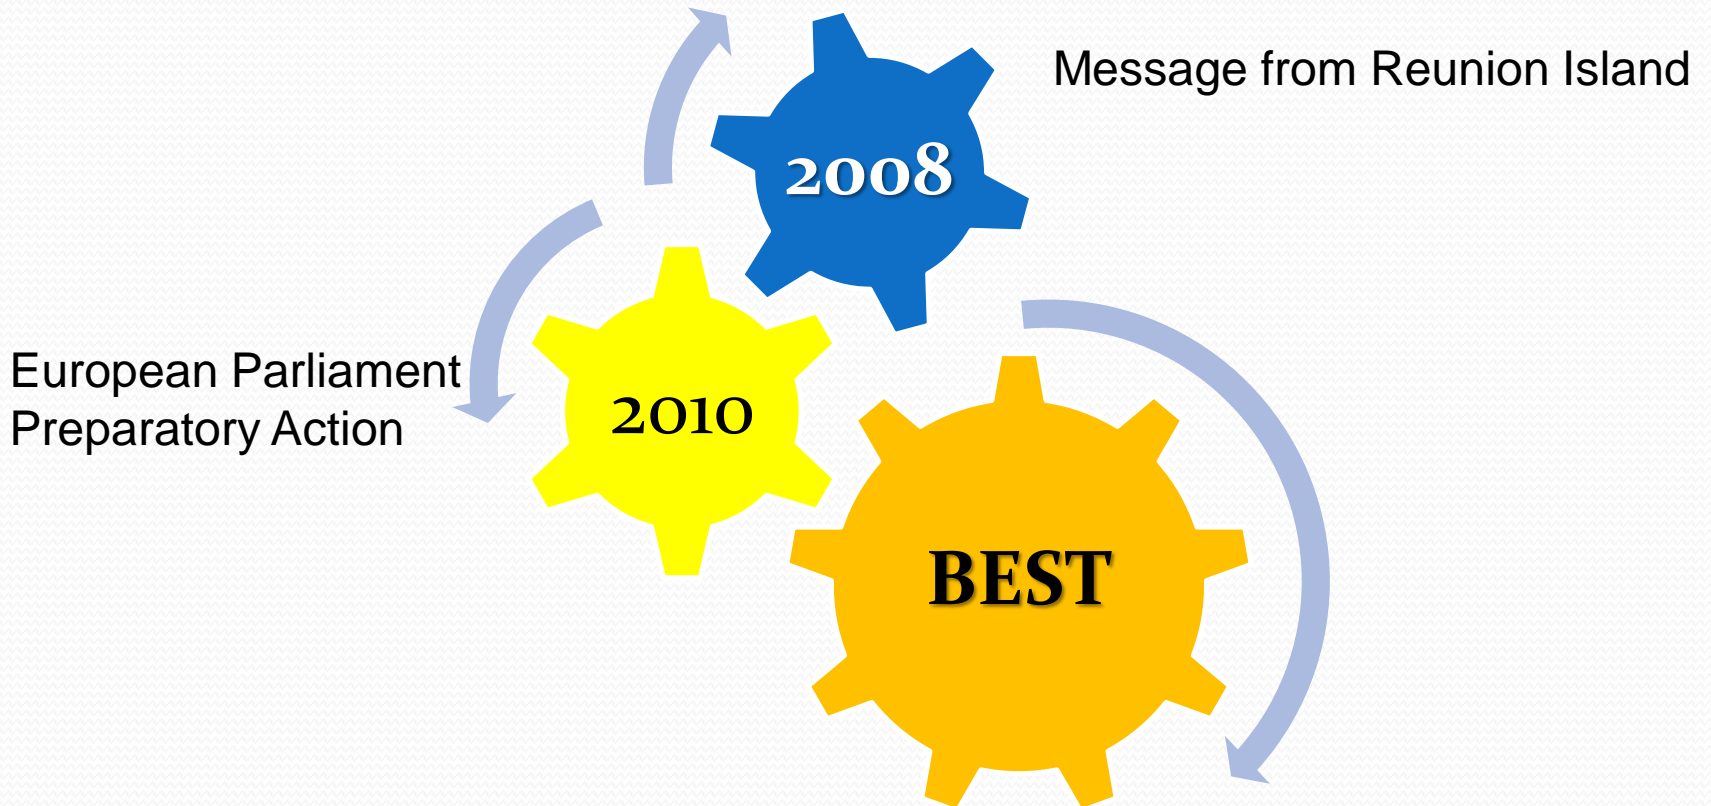 Message from Reunion Island
2008
European Parliament
Preparatory Action
2010
BEST